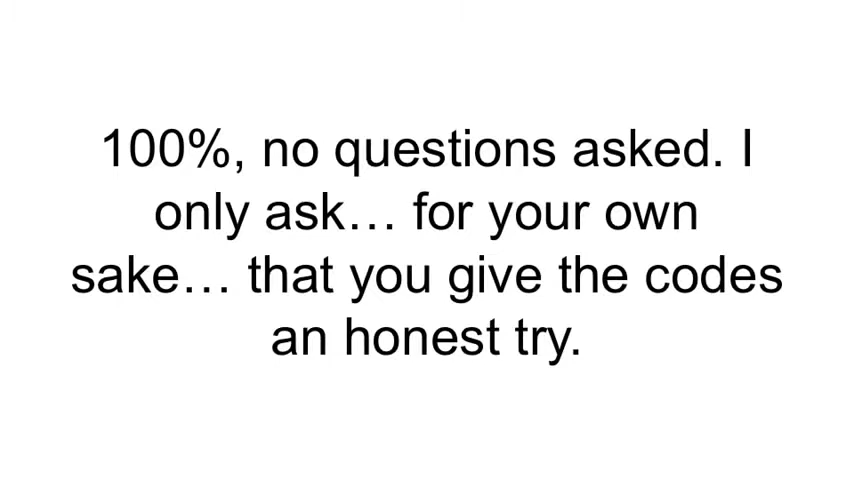 100%, no questions asked. I
only ask… for your own
sake… that you give the codes
an honest try.